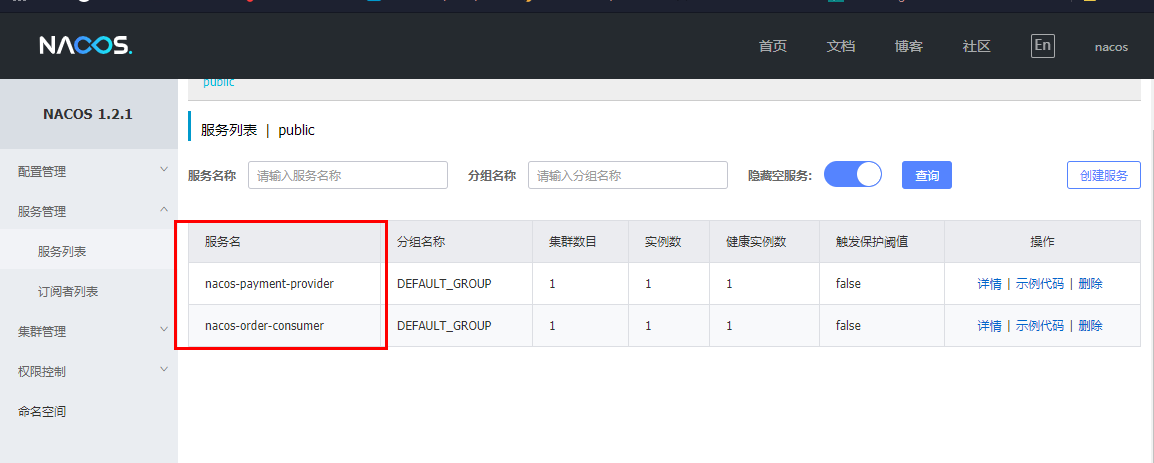 NACOS.
首页 文档 博客 社区 En nacos
public
NACOS 1.2.1
配置管理
服务管理
服务列表
订阅者列表
集群管理
权限控制
命名空间
服务列表 | public
服务名称 请输入服务名称 分组名称 请输入分组名称 隐藏空服务: 查询 创建服务
服务名 分组名称 集群数目 实例数 健康实例数 触发保护阈值 操作
nacos-payment-provider DEFAULT_GROUP 1 1 1 false 详情 | 示例代码 | 删除
nacos-order-consumer DEFAULT_GROUP 1 1 1 false 详情 | 示例代码 | 删除